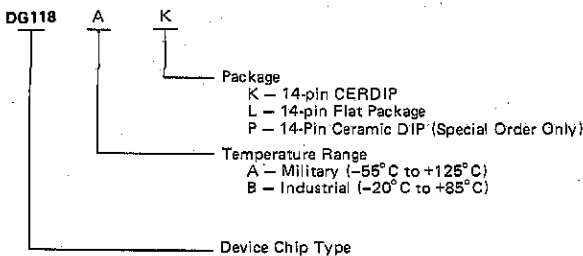 DG118 A K
Package
K – 14-pin CERDIP
L – 14-pin Flat Package
P – 14-Pin Ceramic DIP (Special Order Only)
Temperature Range
A – Military (–55°C to +125°C)
B – Industrial (–20°C to +85°C)
Device Chip Type